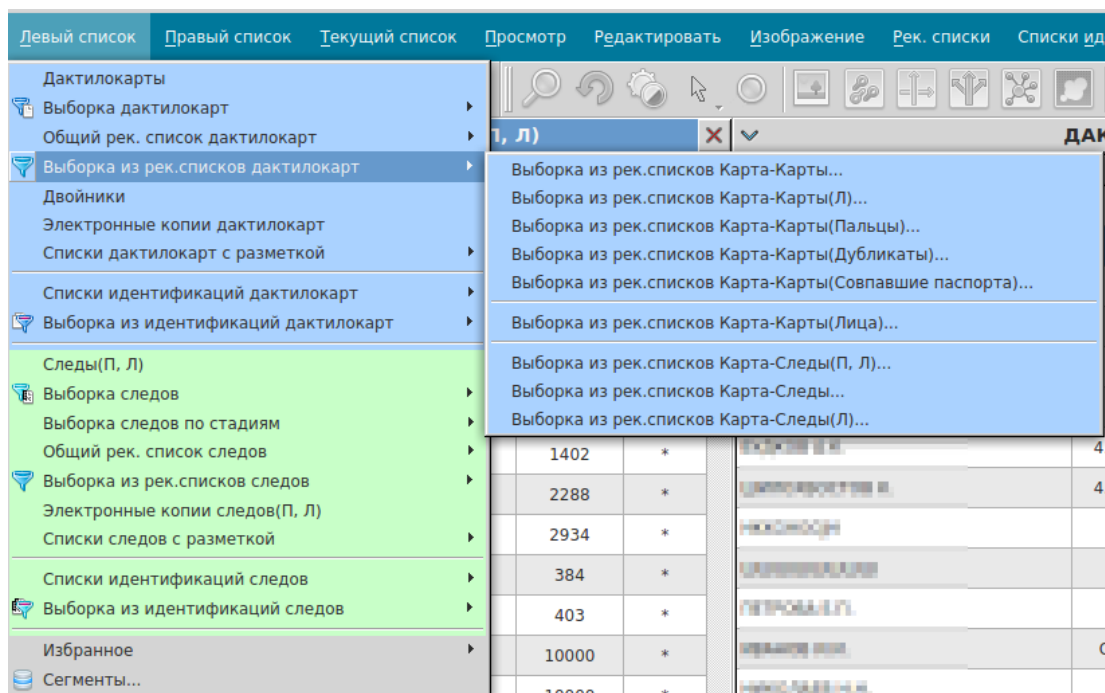 Левый список Правый список Текущий список Просмотр Редактировать Изображение Рек. списки Списки ид
Дактилокарты
Выборка дактилокарт
Общий рек. список дактилокарт
Выборка из рек.списков дактилокарт
Двойники
Электронные копии дактилокарт
Списки дактилокарт с разметкой
Списки идентификаций дактилокарт
Выборка из идентификаций дактилокарт
Следы(П, Л)
Выборка следов
Выборка следов по стадиям
Общий рек. список следов
Выборка из рек.списков следов
Электронные копии следов(П, Л)
Списки следов с разметкой
Списки идентификаций следов
Выборка из идентификаций следов
Избранное
Сегменты...
П, Л) ДАК
Выборка из рек.списков Карта-Карты...
Выборка из рек.списков Карта-Карты(Л)...
Выборка из рек.списков Карта-Карты(Пальцы)...
Выборка из рек.списков Карта-Карты(Дубликаты)...
Выборка из рек.списков Карта-Карты(Совпавшие паспорта)...
Выборка из рек.списков Карта-Карты(Лица)...
Выборка из рек.списков Карта-Следы(П, Л)...
Выборка из рек.списков Карта-Следы...
Выборка из рек.списков Карта-Следы(Л)...
1402 * 4
2288 * 4
2934 *
384 *
403 *
10000 *